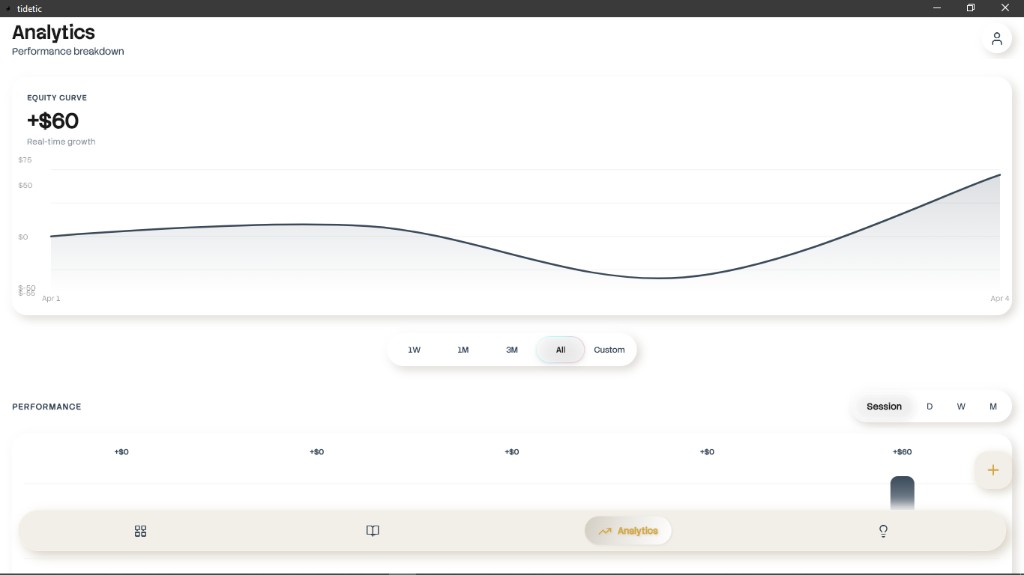 tidetic
Analytics
Performance breakdown
EQUITY CURVE
+$60
Real-time growth
$75
$60
$0
$-50
Apr 1
Apr 4
1W 1M 3M All Custom
PERFORMANCE
Session D W M
+$0 +$0 +$0 +$0 +$60
Analytics